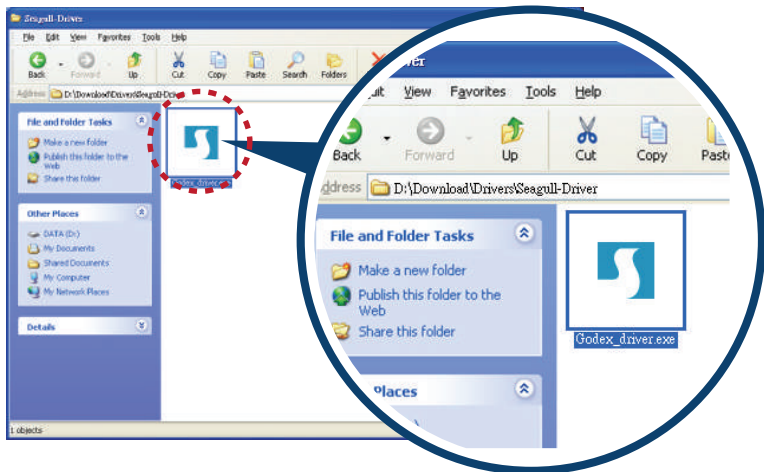 Seagull-Driver
File Edit View Favorites Tools Help
Back Forward Up Cut Copy Paste Search Folders
Address D:\Download\Drivers\Seagull-Driver
File and Folder Tasks
Make a new folder
Publish this folder to the
Web
Share this folder
Other Places
DATA (D:)
My Documents
Shared Documents
My Computer
My Network Places
Details
Godex_driver.exe
1 objects
View Favorites Tools Help
Back Forward Up Cut Copy Past
ddress D:\Download\Drivers\Seagull-Driver
File and Folder Tasks
Make a new folder
Publish this folder to the
Web
Share this folder
Places
Godex_driver.exe